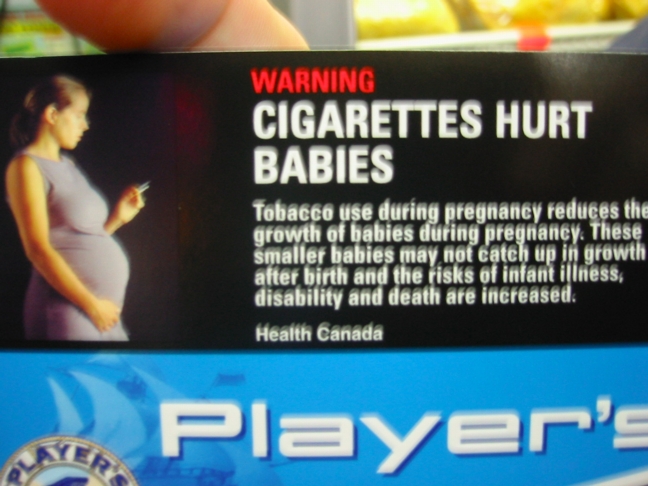 WARNING
CIGARETTES HURT
BABIES
Tobacco use during pregnancy reduces the
growth of babies during pregnancy. These
smaller babies may not catch up in growth
after birth and the risks of infant illness,
disability and death are increased.
Health Canada
Player's
PLAYER'S